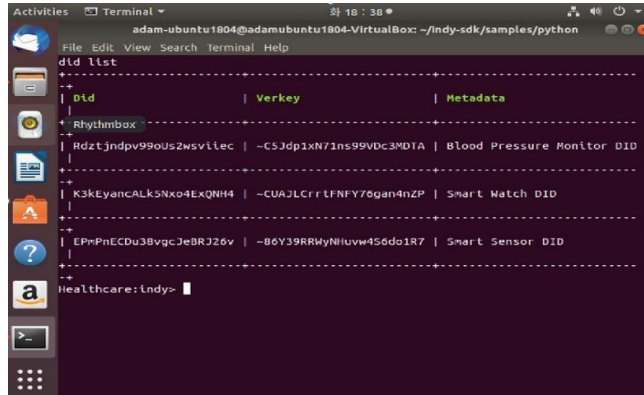 Activities Terminal 화 18 : 38
adam-ubuntu1804@adamubuntu1804-VirtualBox: ~/indy-sdk/samples/python
File Edit View Search Terminal Help
did list
+------------------------+------------------------+-------------------------
--+
| Did | Verkey | Metadata
|
Rhythmbox
--+
| Rdztjndpv99oUs2wsviiec | ~C5Jdp1xN71ns99VDc3MDTA | Blood Pressure Monitor DID
|
+------------------------+------------------------+-------------------------
--+
| K3kEyancALk5Nxo4ExQNH4 | ~CUAJLCrrtFNFY76gan4nZP | Smart Watch DID
|
+------------------------+------------------------+-------------------------
--+
| EPmPnECDu38vgcJeBRJ26v | ~86Y39RRWyNHuvw4S6do1R7 | Smart Sensor DID
|
+------------------------+------------------------+-------------------------
--+
Healthcare:indy>